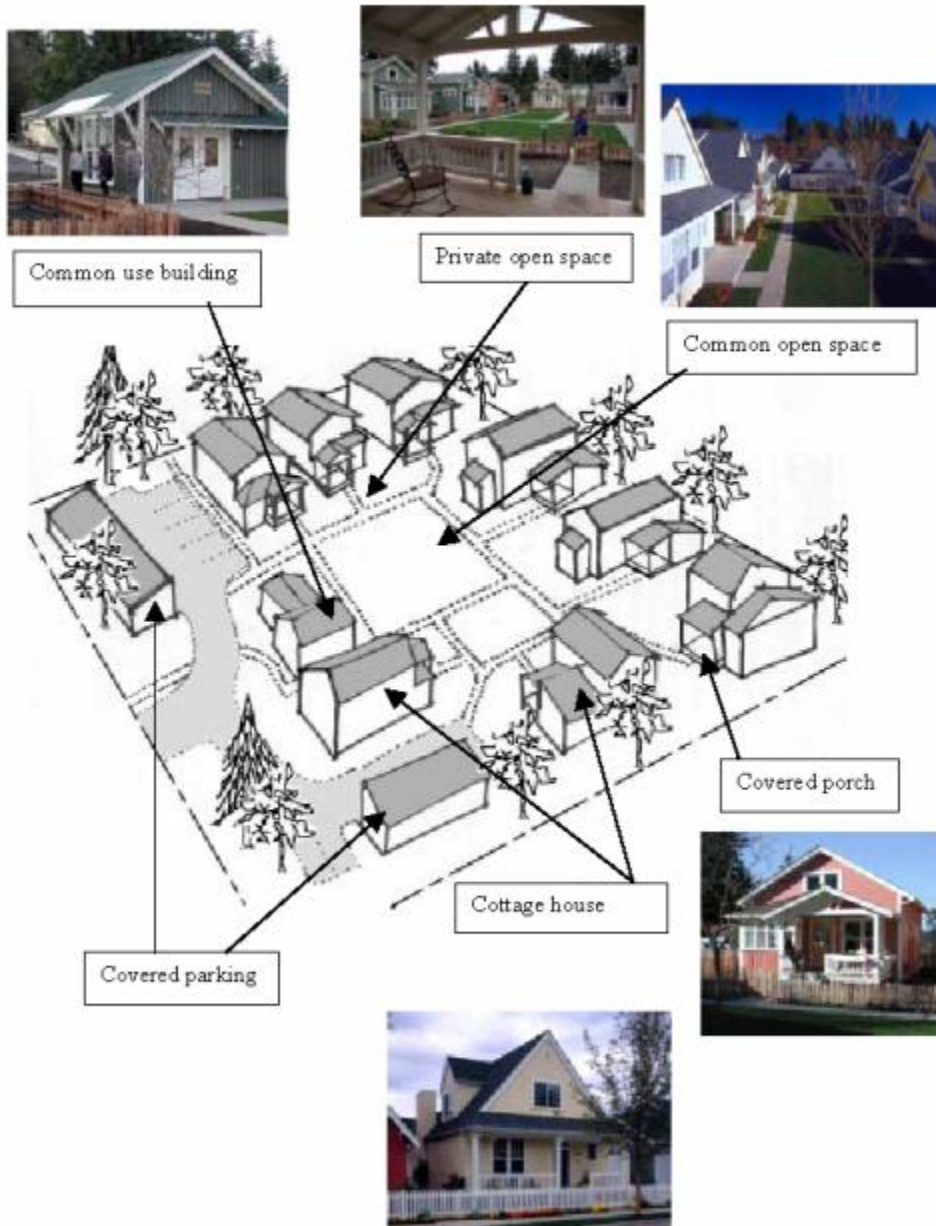 Common use building
Private open space
Common open space
Covered porch
Cottage house
Covered parking